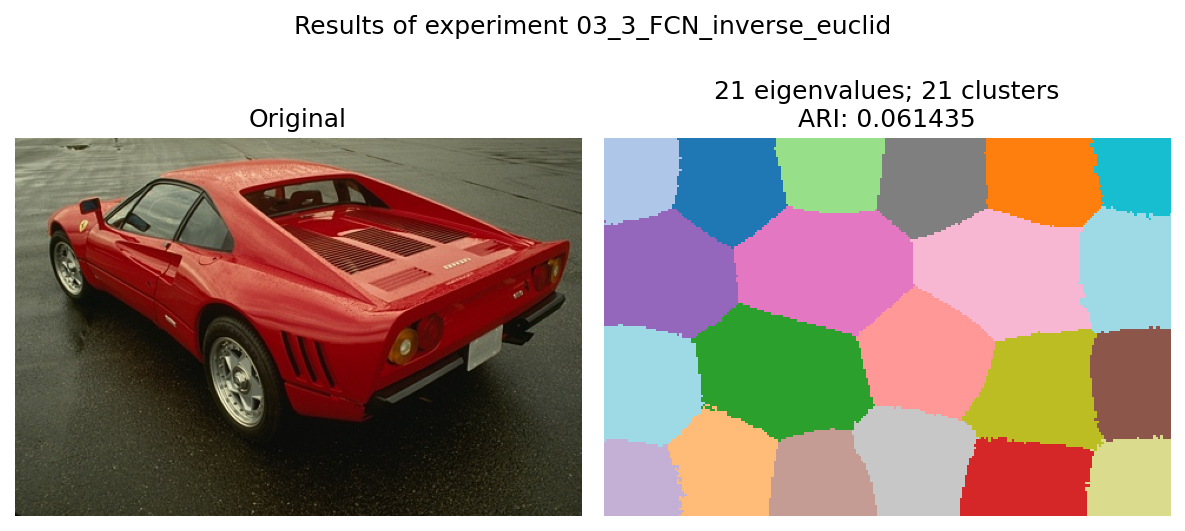 Results of experiment 03_3_FCN_inverse_euclid
Original
21 eigenvalues; 21 clusters
ARI: 0.061435